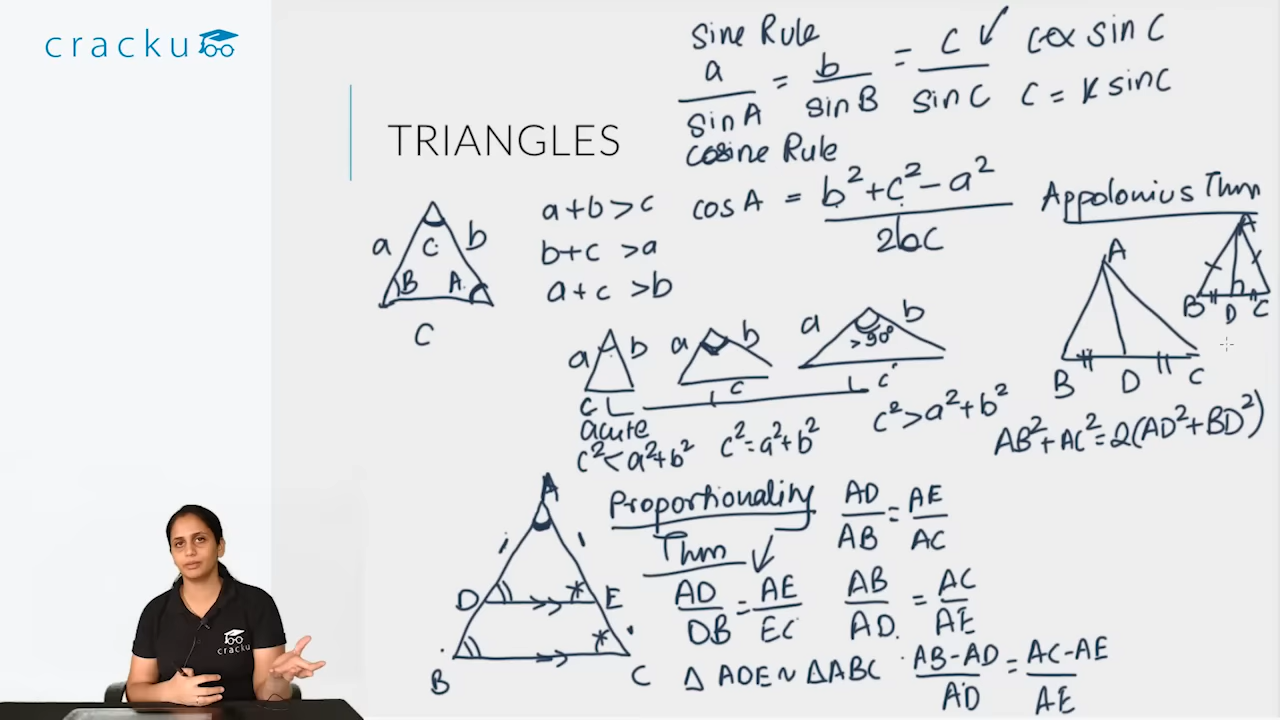 cracku
TRIANGLES
Sine Rule
a/sin A = b/sin B = c/sin C ↙ c∝ sin C
c = k sin C
cosine Rule
cos A = b²+c²-a²/2bc
a b
C
B A
C
a+b>c
b+c >a
a+c >b
Appolonius Thm
A
B D C
A
B D C
AB²+AC²=2(AD²+BD²)
a b
C
acute
c²<a²+b²
a b
c
c²=a²+b²
a b
>90°
c
c²>a²+b²
A
D E
B C
Proportionality
Thm
AD/DB = AE/EC
AD/AB = AE/AC
AB/AD = AC/AE
Δ ADE ~ ΔABC
AB-AD/AD = AC-AE/AE
cracku